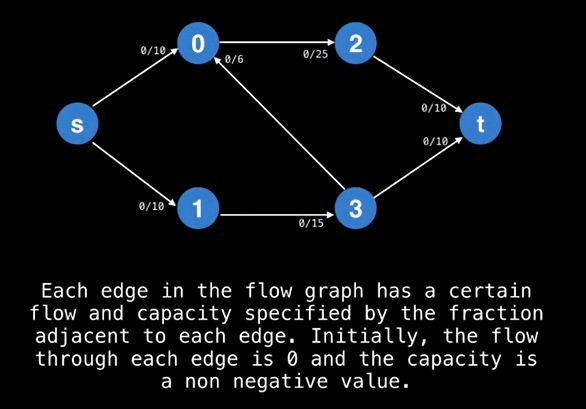 0
2
0/10
0/6
0/25
s
0/10
t
0/10
0/10
1
3
0/15
Each edge in the flow graph has a certain
flow and capacity specified by the fraction
adjacent to each edge. Initially, the flow
through each edge is 0 and the capacity is
a non negative value.